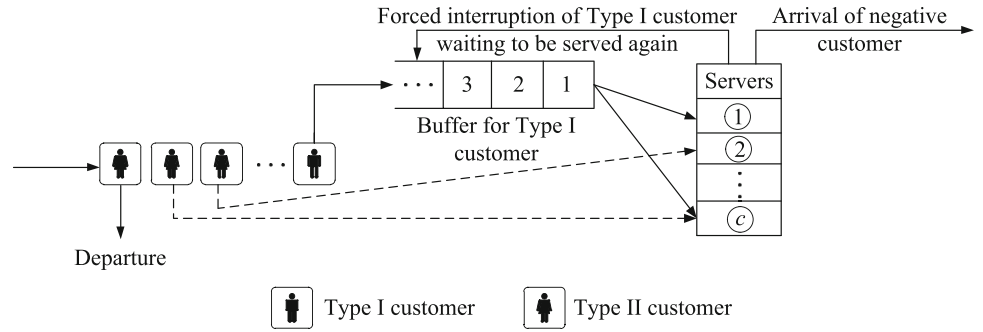 Forced interruption of Type I customer
waiting to be served again
Arrival of negative
customer
Servers
... 3 2 1
1
Buffer for Type I
customer
2
...
c
Departure
Type I customer
Type II customer